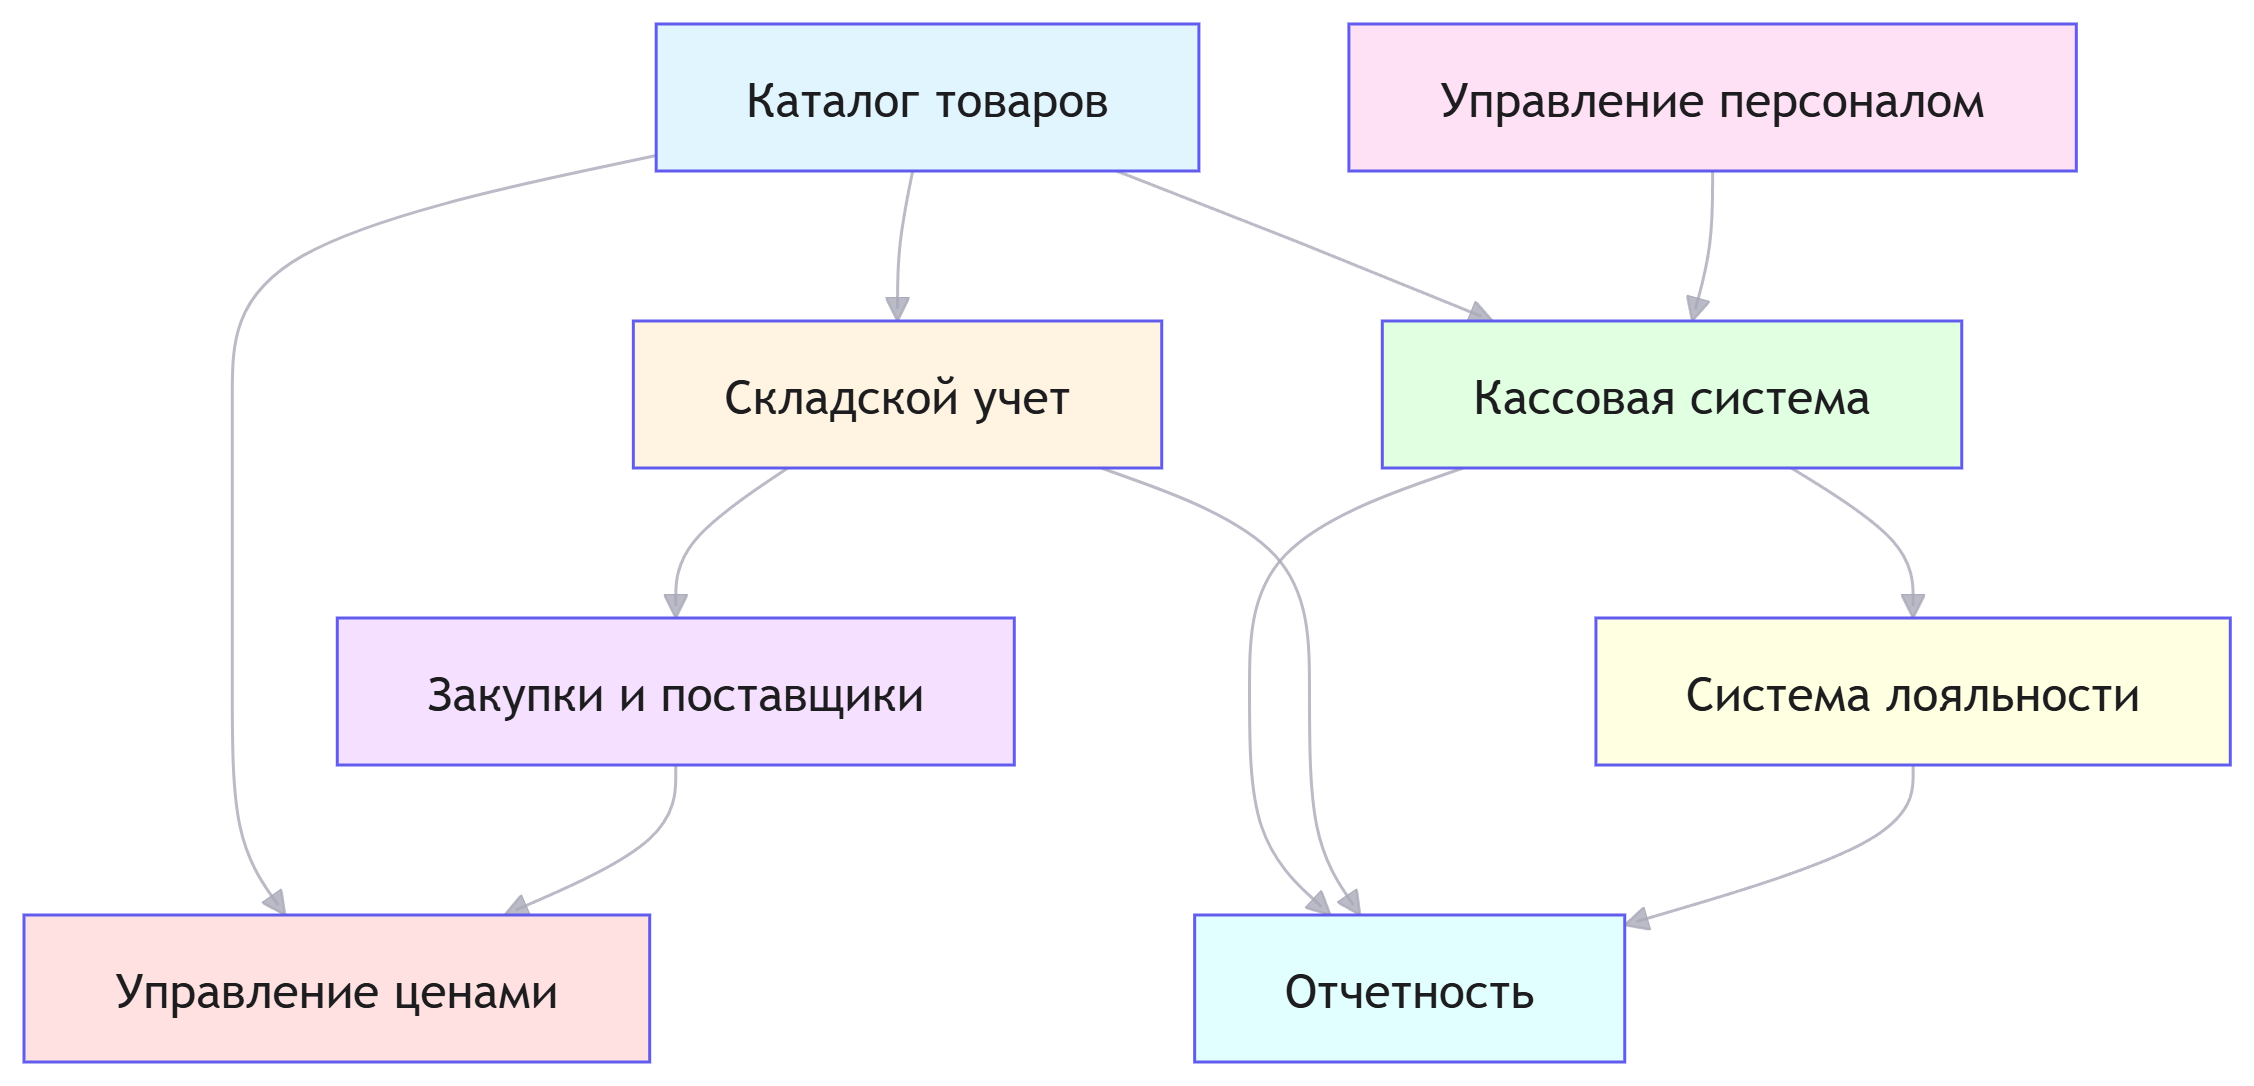 Каталог товаров
Управление персоналом
Складской учет
Кассовая система
Закупки и поставщики
Система лояльности
Управление ценами
Отчетность